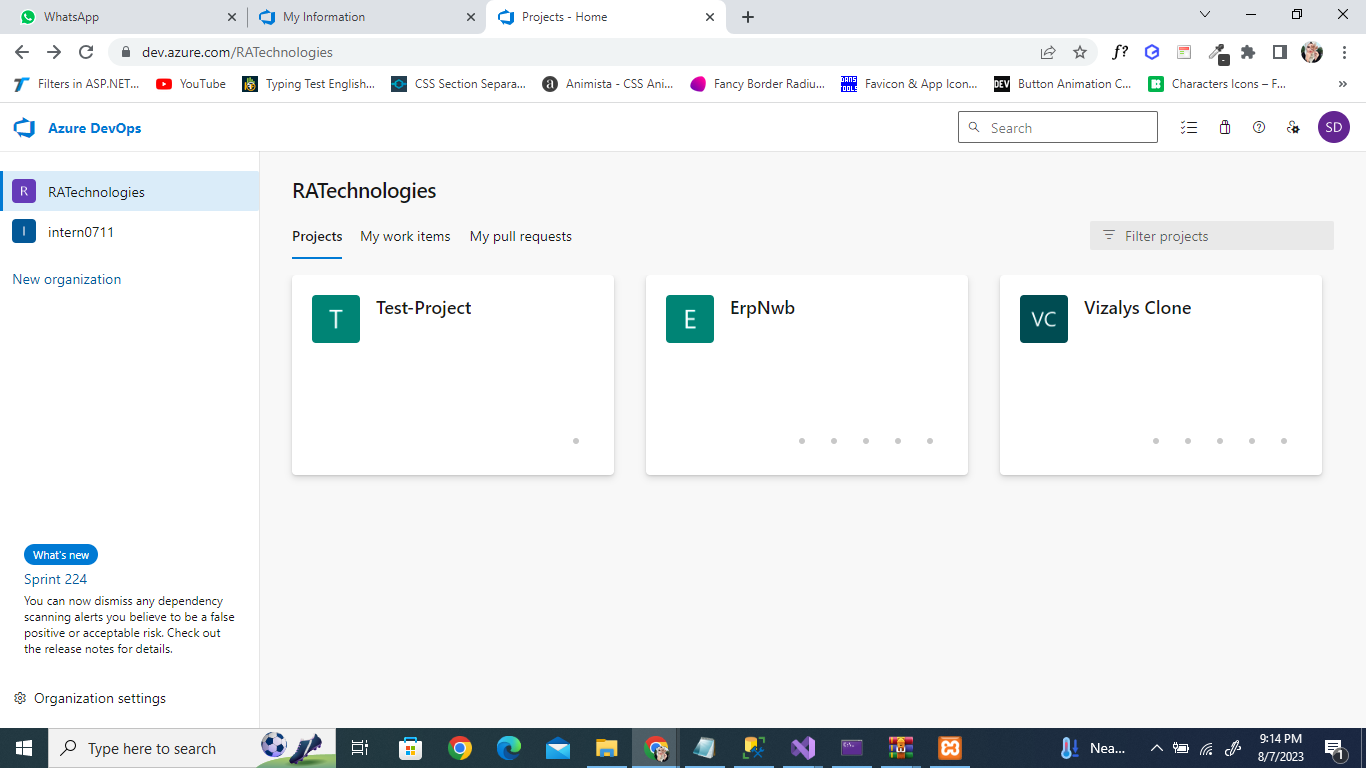 WhatsApp
My Information
Projects - Home
dev.azure.com/RATechnologies
f?
Filters in ASP.NET...
YouTube
Typing Test English...
CSS Section Separa...
a
Animista - CSS Ani...
Fancy Border Radiu...
DANS TOOLS
Favicon & App Icon...
DEV
Button Animation C...
Characters Icons – F...
»
Azure DevOps
Search
SD
R
RATechnologies
I
intern0711
New organization
RATechnologies
Projects
My work items
My pull requests
Filter projects
T
Test-Project
E
ErpNwb
VC
Vizalys Clone
What's new
Sprint 224
You can now dismiss any dependency
scanning alerts you believe to be a false
positive or acceptable risk. Check out
the release notes for details.
Organization settings
Type here to search
Nea...
9:14 PM
8/7/2023
1